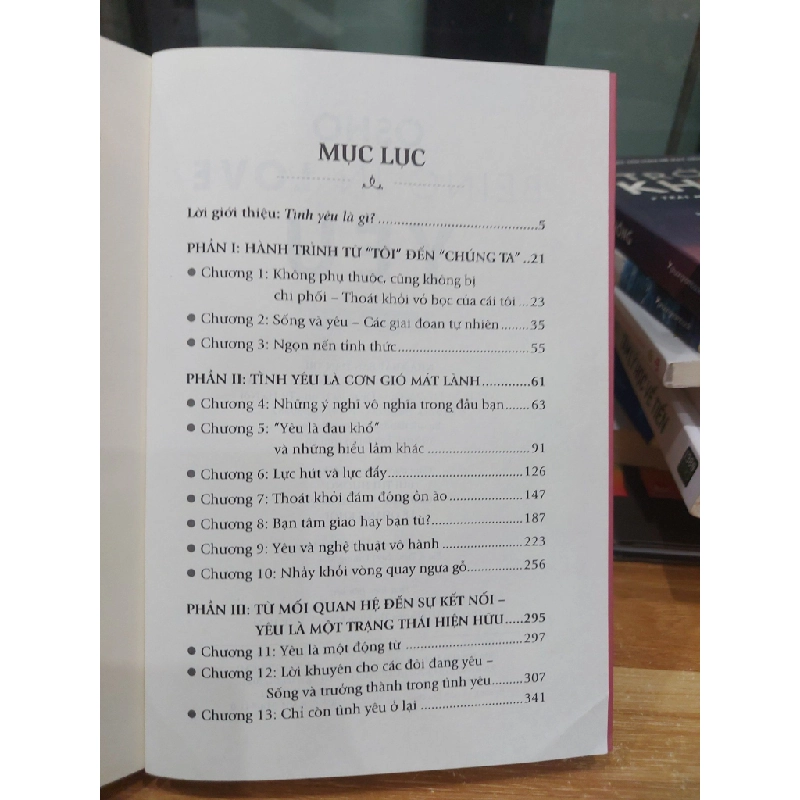 MỤC LỤC
Lời giới thiệu: Tình yêu là gì? 5
PHẦN I: HÀNH TRÌNH TỪ “TÔI” ĐẾN “CHÚNG TA” ..21
Chương 1: Không phụ thuộc, cũng không bị
chi phối – Thoát khỏi vỏ bọc của cái tôi ...23
Chương 2: Sống và yêu – Các giai đoạn tự nhiên........35
Chương 3: Ngọn nến tỉnh thức........55
PHẦN II: TÌNH YÊU LÀ CƠN GIÓ MÁT LÀNH........61
Chương 4: Những ý nghĩ vô nghĩa trong đầu bạn.......63
Chương 5: “Yêu là đau khổ”
và những hiểu lầm khác ........91
Chương 6: Lực hút và lực đẩy........126
Chương 7: Thoát khỏi đám đông ồn ào........147
Chương 8: Bạn tâm giao hay bạn tù?........187
Chương 9: Yêu và nghệ thuật vô hành ........223
Chương 10: Nhảy khỏi vòng quay ngựa gỗ........256
PHẦN III: TỪ MỐI QUAN HỆ ĐẾN SỰ KẾT NỐI –
YÊU LÀ MỘT TRẠNG THÁI HIỆN HỮU .....295
Chương 11: Yêu là một động từ ........297
Chương 12: Lời khuyên cho các đôi đang yêu –
Sống và trưởng thành trong tình yêu........307
Chương 13: Chỉ còn tình yêu ở lại ........341